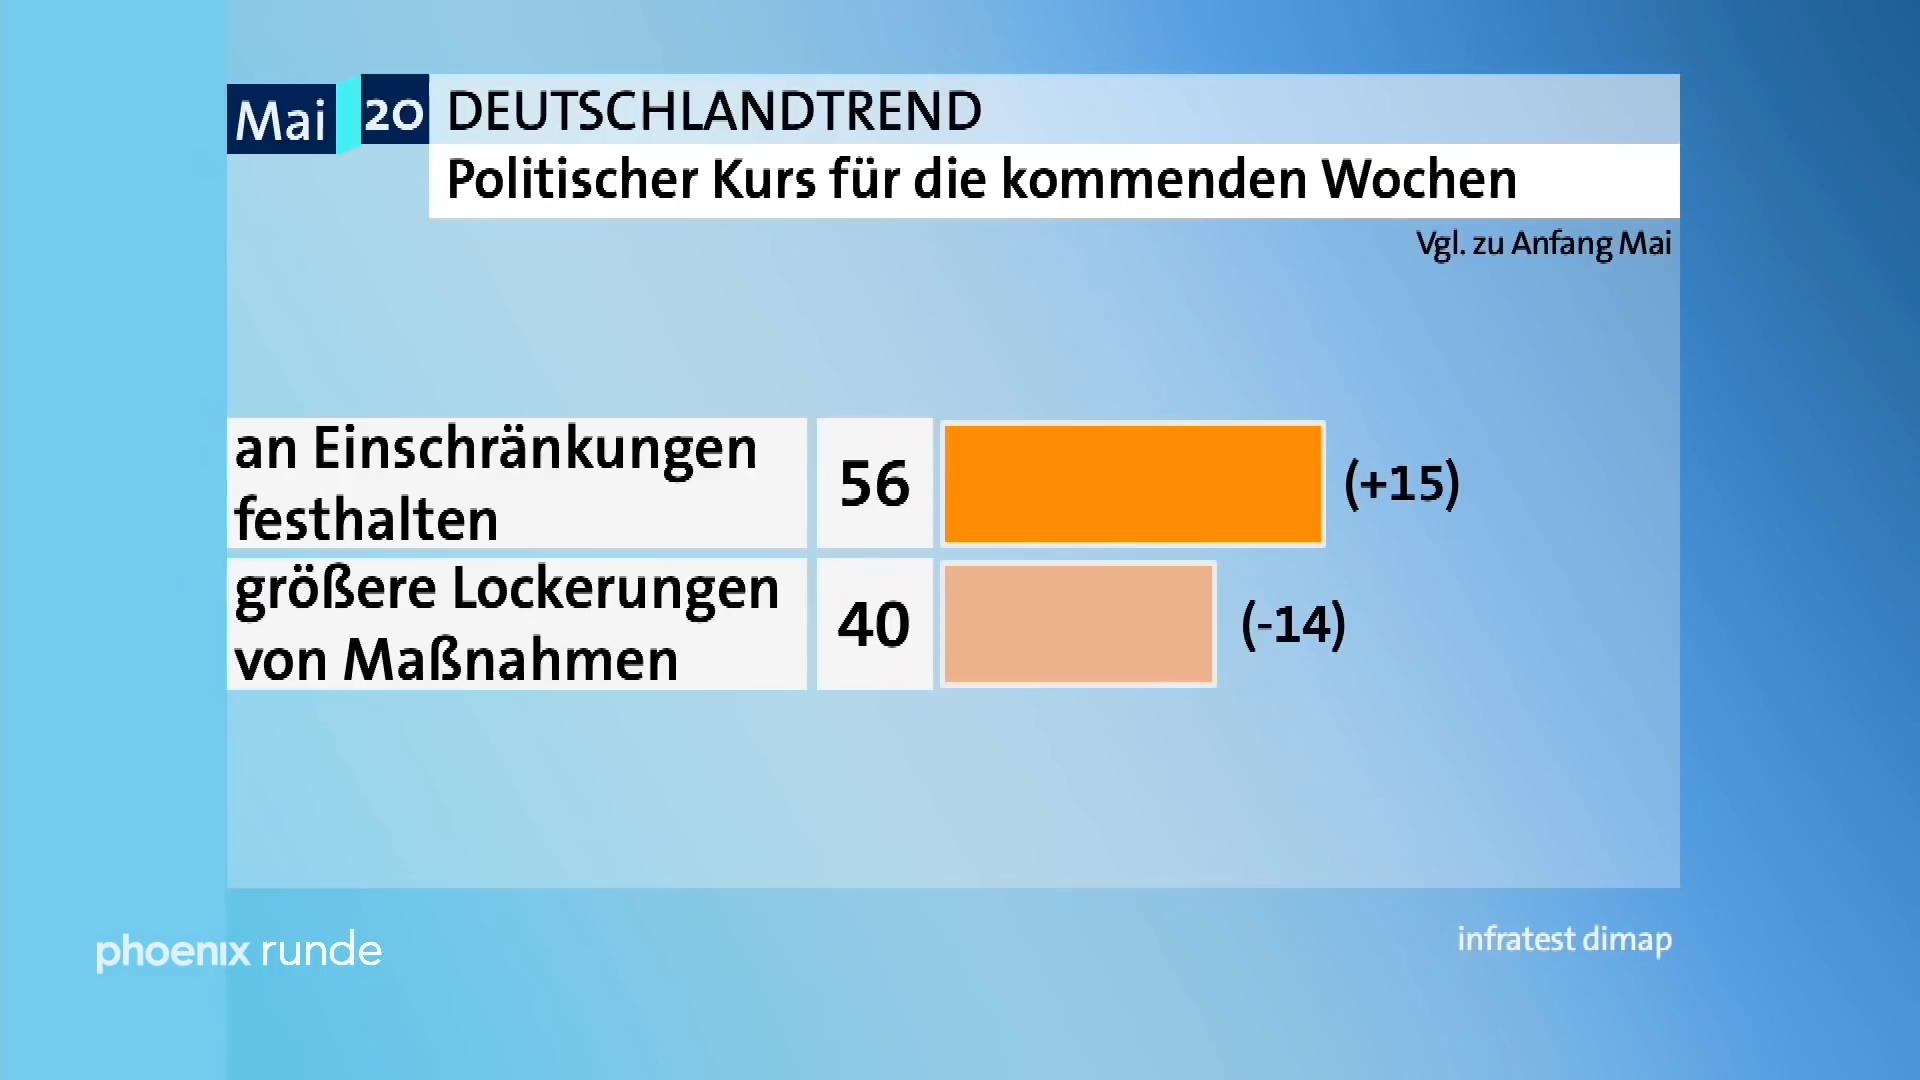 Mai 20 DEUTSCHLANDTREND
Politischer Kurs für die kommenden Wochen
Vgl. zu Anfang Mai
an Einschränkungen
festhalten
56
(+15)
größere Lockerungen
von Maßnahmen
40
(-14)
phoenix runde
infratest dimap